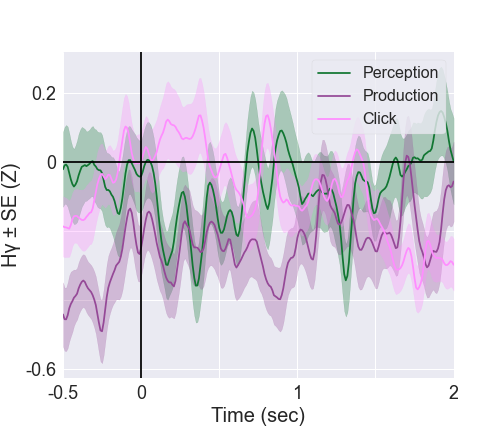 Perception
Production
Click
0.2
0
-0.6
Hγ ± SE (Z)
-0.5
0
1
2
Time (sec)